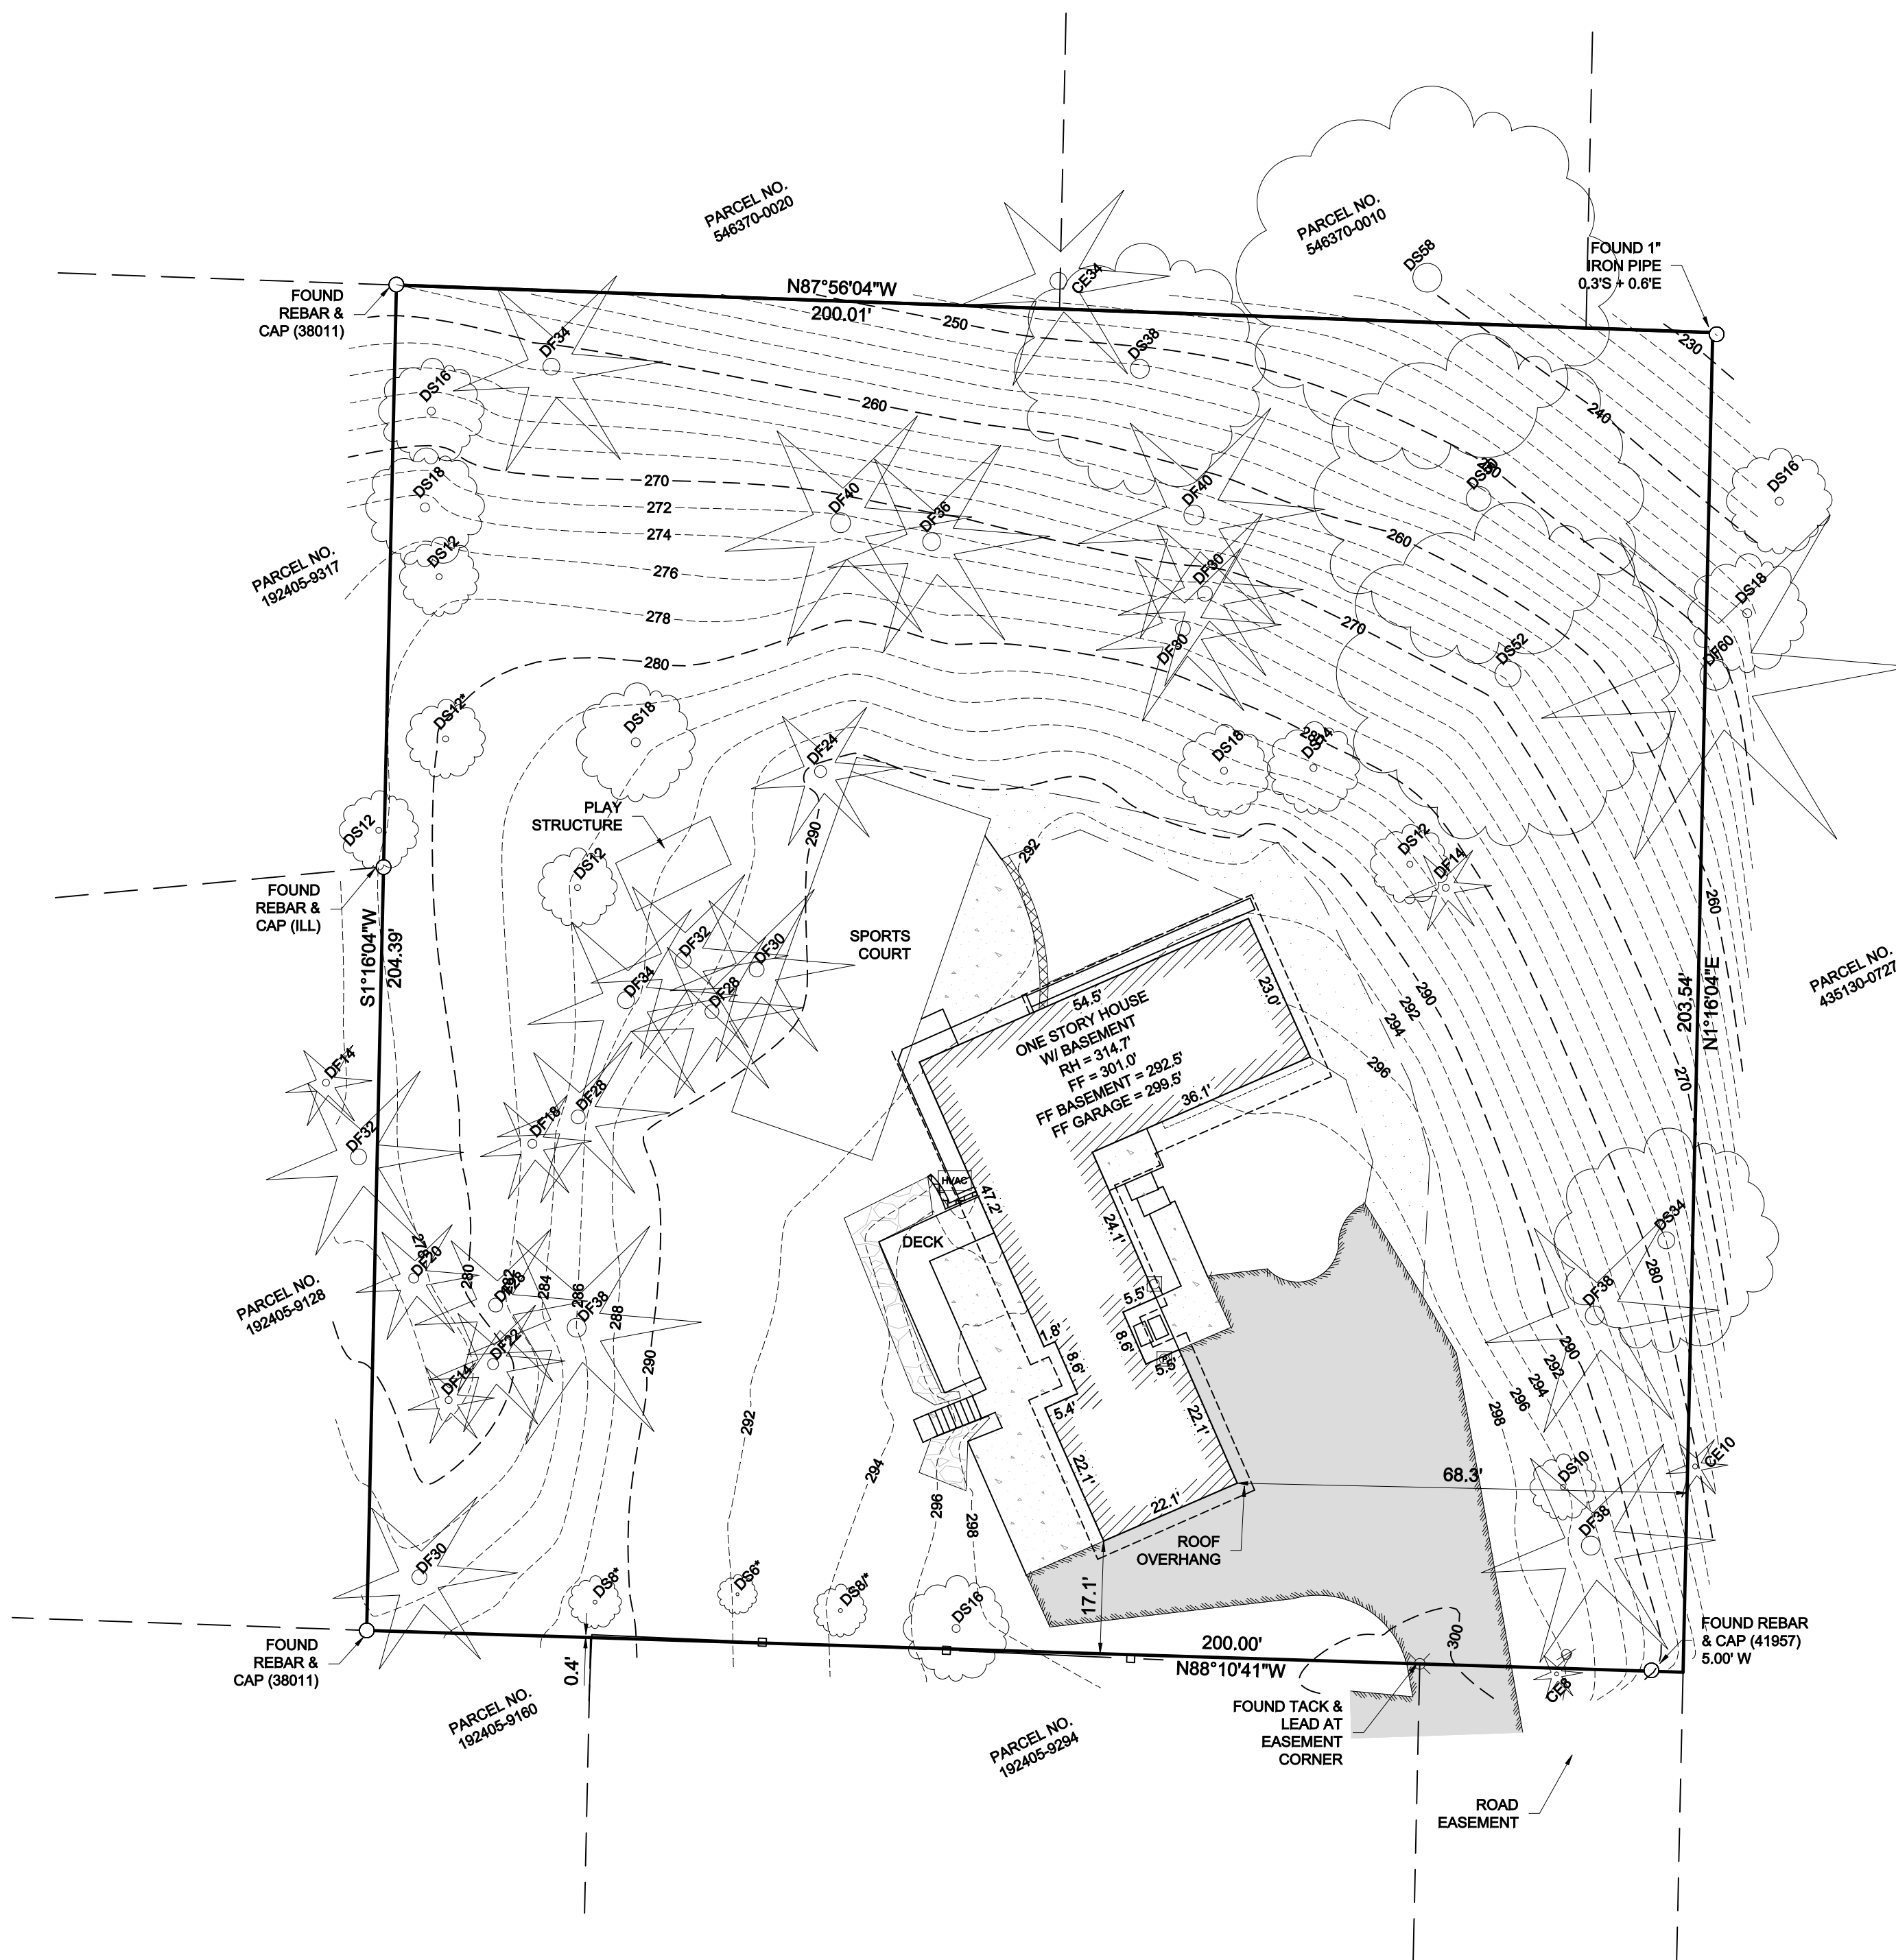 PARCEL NO.
546370-0020
PARCEL NO.
546370-0010
DS58
FOUND 1"
IRON PIPE
0.3'S + 0.6'E
CE34
N87°56'04"W
200.01'
FOUND
REBAR &
CAP (38011)
250
230
DF34
DS38
DS16
260
240
DS18
270
272
274
276
278
280
DF40
DF36
DF40
260
DS16
DS12
PARCEL NO.
192405-9317
DF30
DF30
270
DS18
DS52
DF60
DS12*
DS18
DF24
DS18
DS24
PLAY
STRUCTURE
290
292
DS12
DS12
DS12
DF14
FOUND
REBAR &
CAP (ILL)
S1°16'04"W
204.39'
SPORTS
COURT
DF32
DF30
DF34
DF28
260
PARCEL NO.
435130-0727
203.54'
N1°16'04"E
54.5'
23.0'
ONE STORY HOUSE
W/ BASEMENT
RH = 314.7'
FF = 301.0'
FF BASEMENT = 292.5'
FF GARAGE = 299.5'
36.1'
290
292
294
296
270
DF14
DF32
DF28
DF18
HVAC
47.2'
DECK
24.1'
DS34
280
DF38
278
DF20
280
282
284
286
288
290
DF38
DF22
DF14
PARCEL NO.
192405-9128
5.5'
8.6'
5.5'
1.8'
8.6'
5.4'
22.1'
22.1'
22.1'
292
294
296
298
290
292
294
296
298
68.3'
DS10
CE10
DF38
ROOF
OVERHANG
17.1'
DF30
DS8*
DS6*
DS8/*
DS16
FOUND
REBAR &
CAP (38011)
0.4'
200.00'
N88°10'41"W
300
CE8
FOUND REBAR
& CAP (41957)
5.00' W
PARCEL NO.
192405-9160
PARCEL NO.
192405-9294
FOUND TACK &
LEAD AT
EASEMENT
CORNER
ROAD
EASEMENT